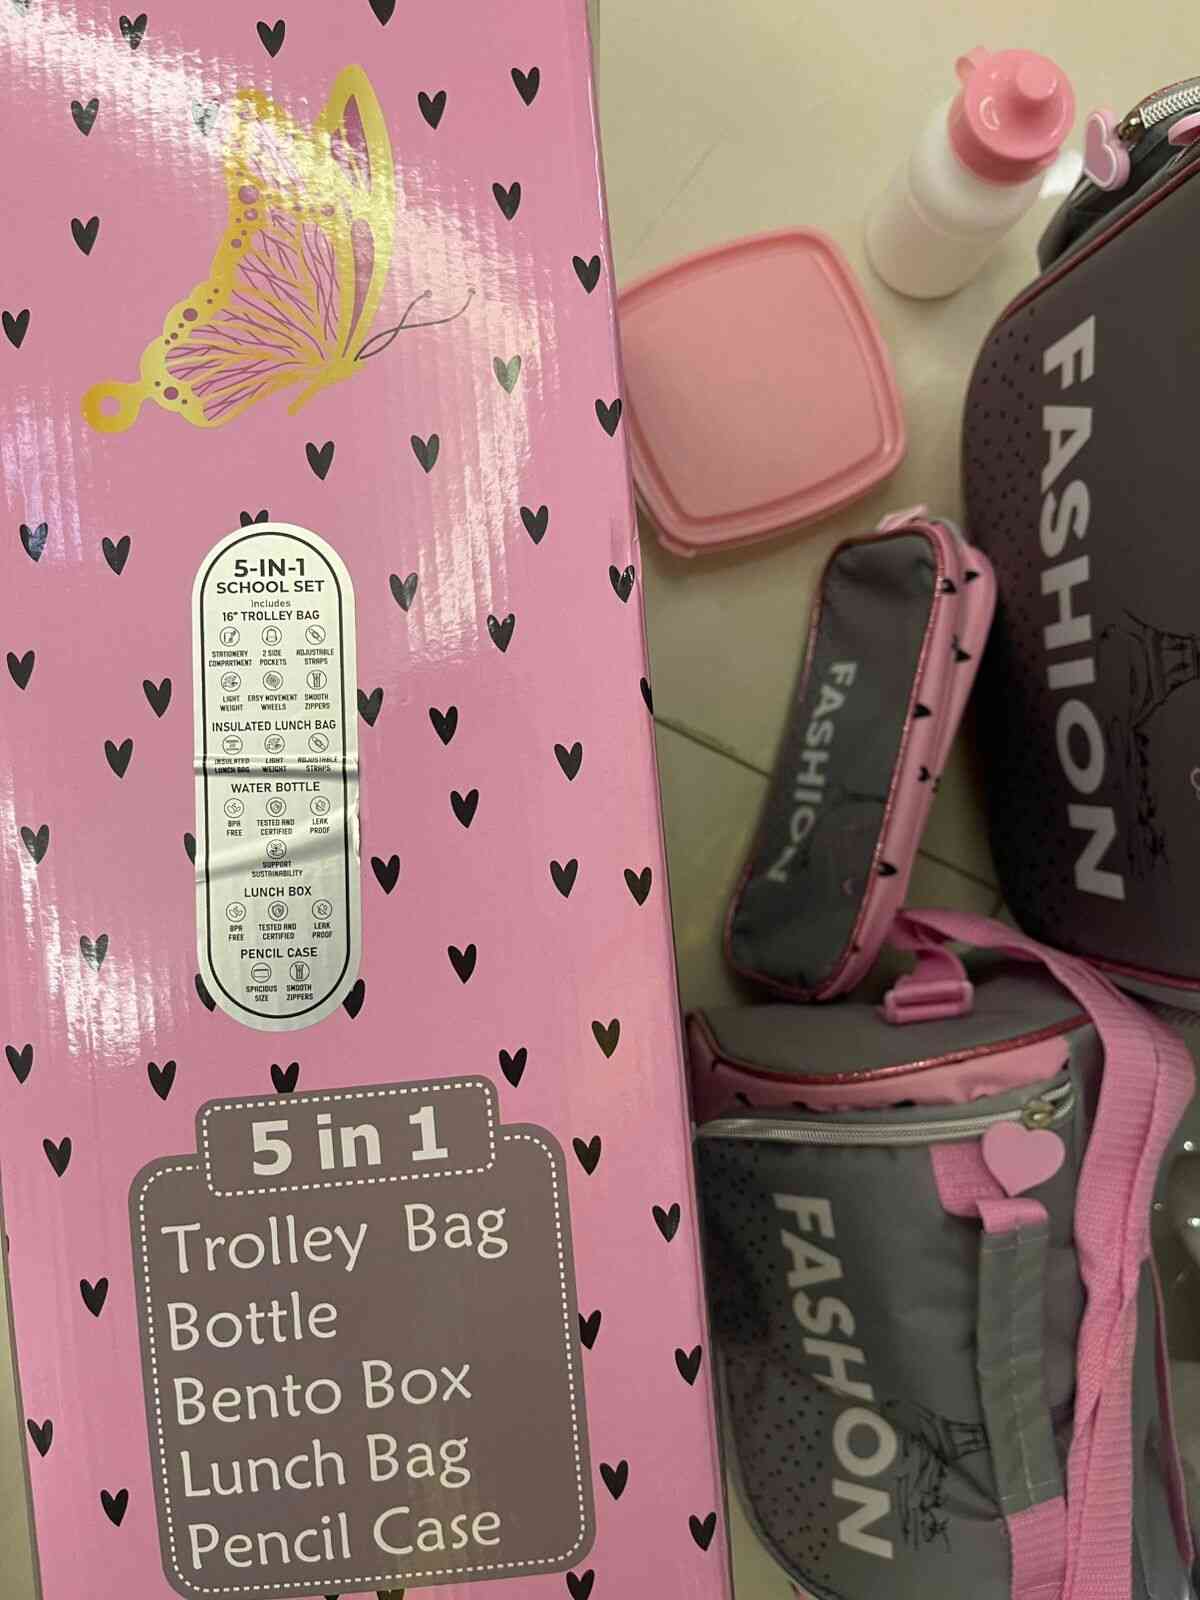 5-IN-1
SCHOOL SET
Includes
16" TROLLEY BAG
STATIONERY COMPARTMENT
2 SIDE POCKETS
ADJUSTABLE STRAPS
LIGHT WEIGHT
EASY MOVEMENT WHEELS
SMOOTH ZIPPERS
INSULATED LUNCH BAG
INSULATED LUNCH BAG
LIGHT WEIGHT
ADJUSTABLE STRAPS
WATER BOTTLE
BPA FREE
TESTED AND CERTIFIED
LEAK PROOF
SUPPORT SUSTAINABILITY
LUNCH BOX
BPA FREE
TESTED AND CERTIFIED
LEAK PROOF
PENCIL CASE
SPACIOUS SIZE
SMOOTH ZIPPERS
5 in 1
Trolley Bag
Bottle
Bento Box
Lunch Bag
Pencil Case
FASHION
FASHION
FASHION